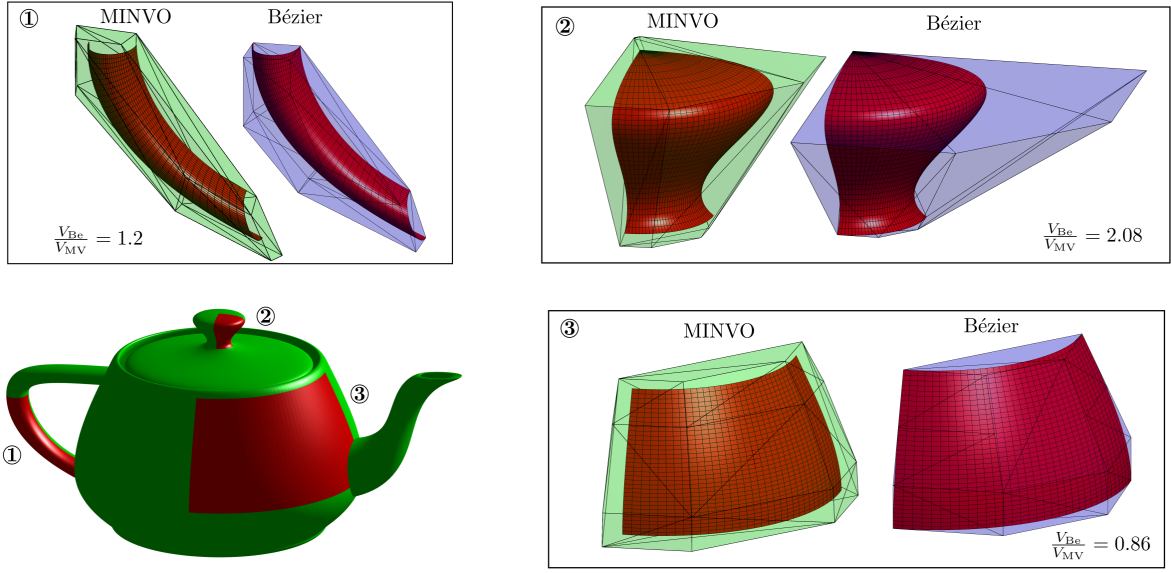 ① MINVO Bézier
V_Be/V_MV = 1.2
② MINVO Bézier
V_Be/V_MV = 2.08
②
③
①
③ MINVO Bézier
V_Be/V_MV = 0.86